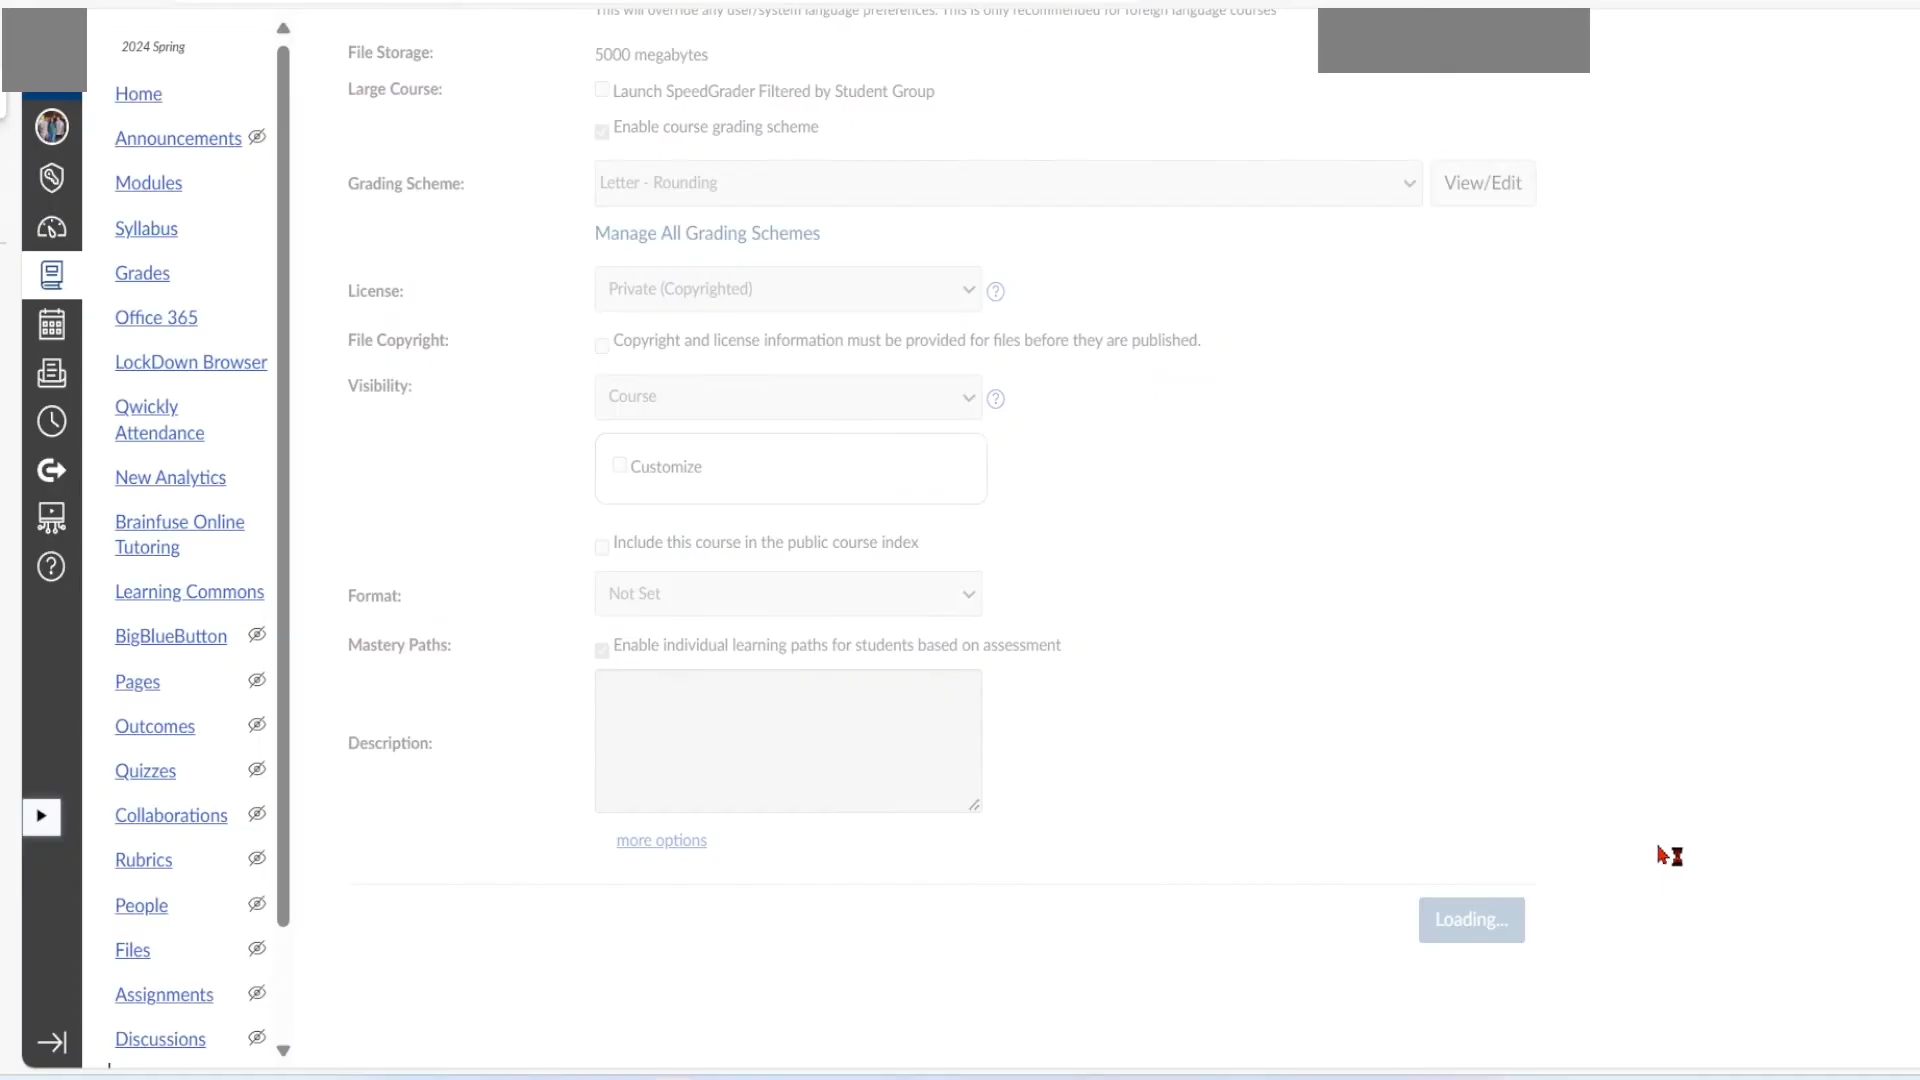 This will override any user/system language preferences. This is only recommended for foreign language courses
2024 Spring
Home
Announcements
Modules
Syllabus
Grades
Office 365
LockDown Browser
Qwickly
Attendance
New Analytics
Brainfuse Online
Tutoring
Learning Commons
BigBlueButton
Pages
Outcomes
Quizzes
Collaborations
Rubrics
People
Files
Assignments
Discussions
File Storage:
5000 megabytes
Large Course:
Launch SpeedGrader Filtered by Student Group
Enable course grading scheme
Grading Scheme:
Letter - Rounding
View/Edit
Manage All Grading Schemes
License:
Private (Copyrighted)
File Copyright:
Copyright and license information must be provided for files before they are published.
Visibility:
Course
Customize
Include this course in the public course index
Format:
Not Set
Mastery Paths:
Enable individual learning paths for students based on assessment
Description:
more options
Loading...